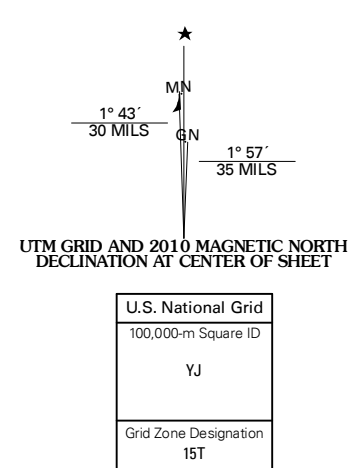 ★
MN
1° 43´
30 MILS
GN
1° 57´
35 MILS
UTM GRID AND 2010 MAGNETIC NORTH
DECLINATION AT CENTER OF SHEET
U.S. National Grid
100,000-m Square ID
YJ
Grid Zone Designation
15T